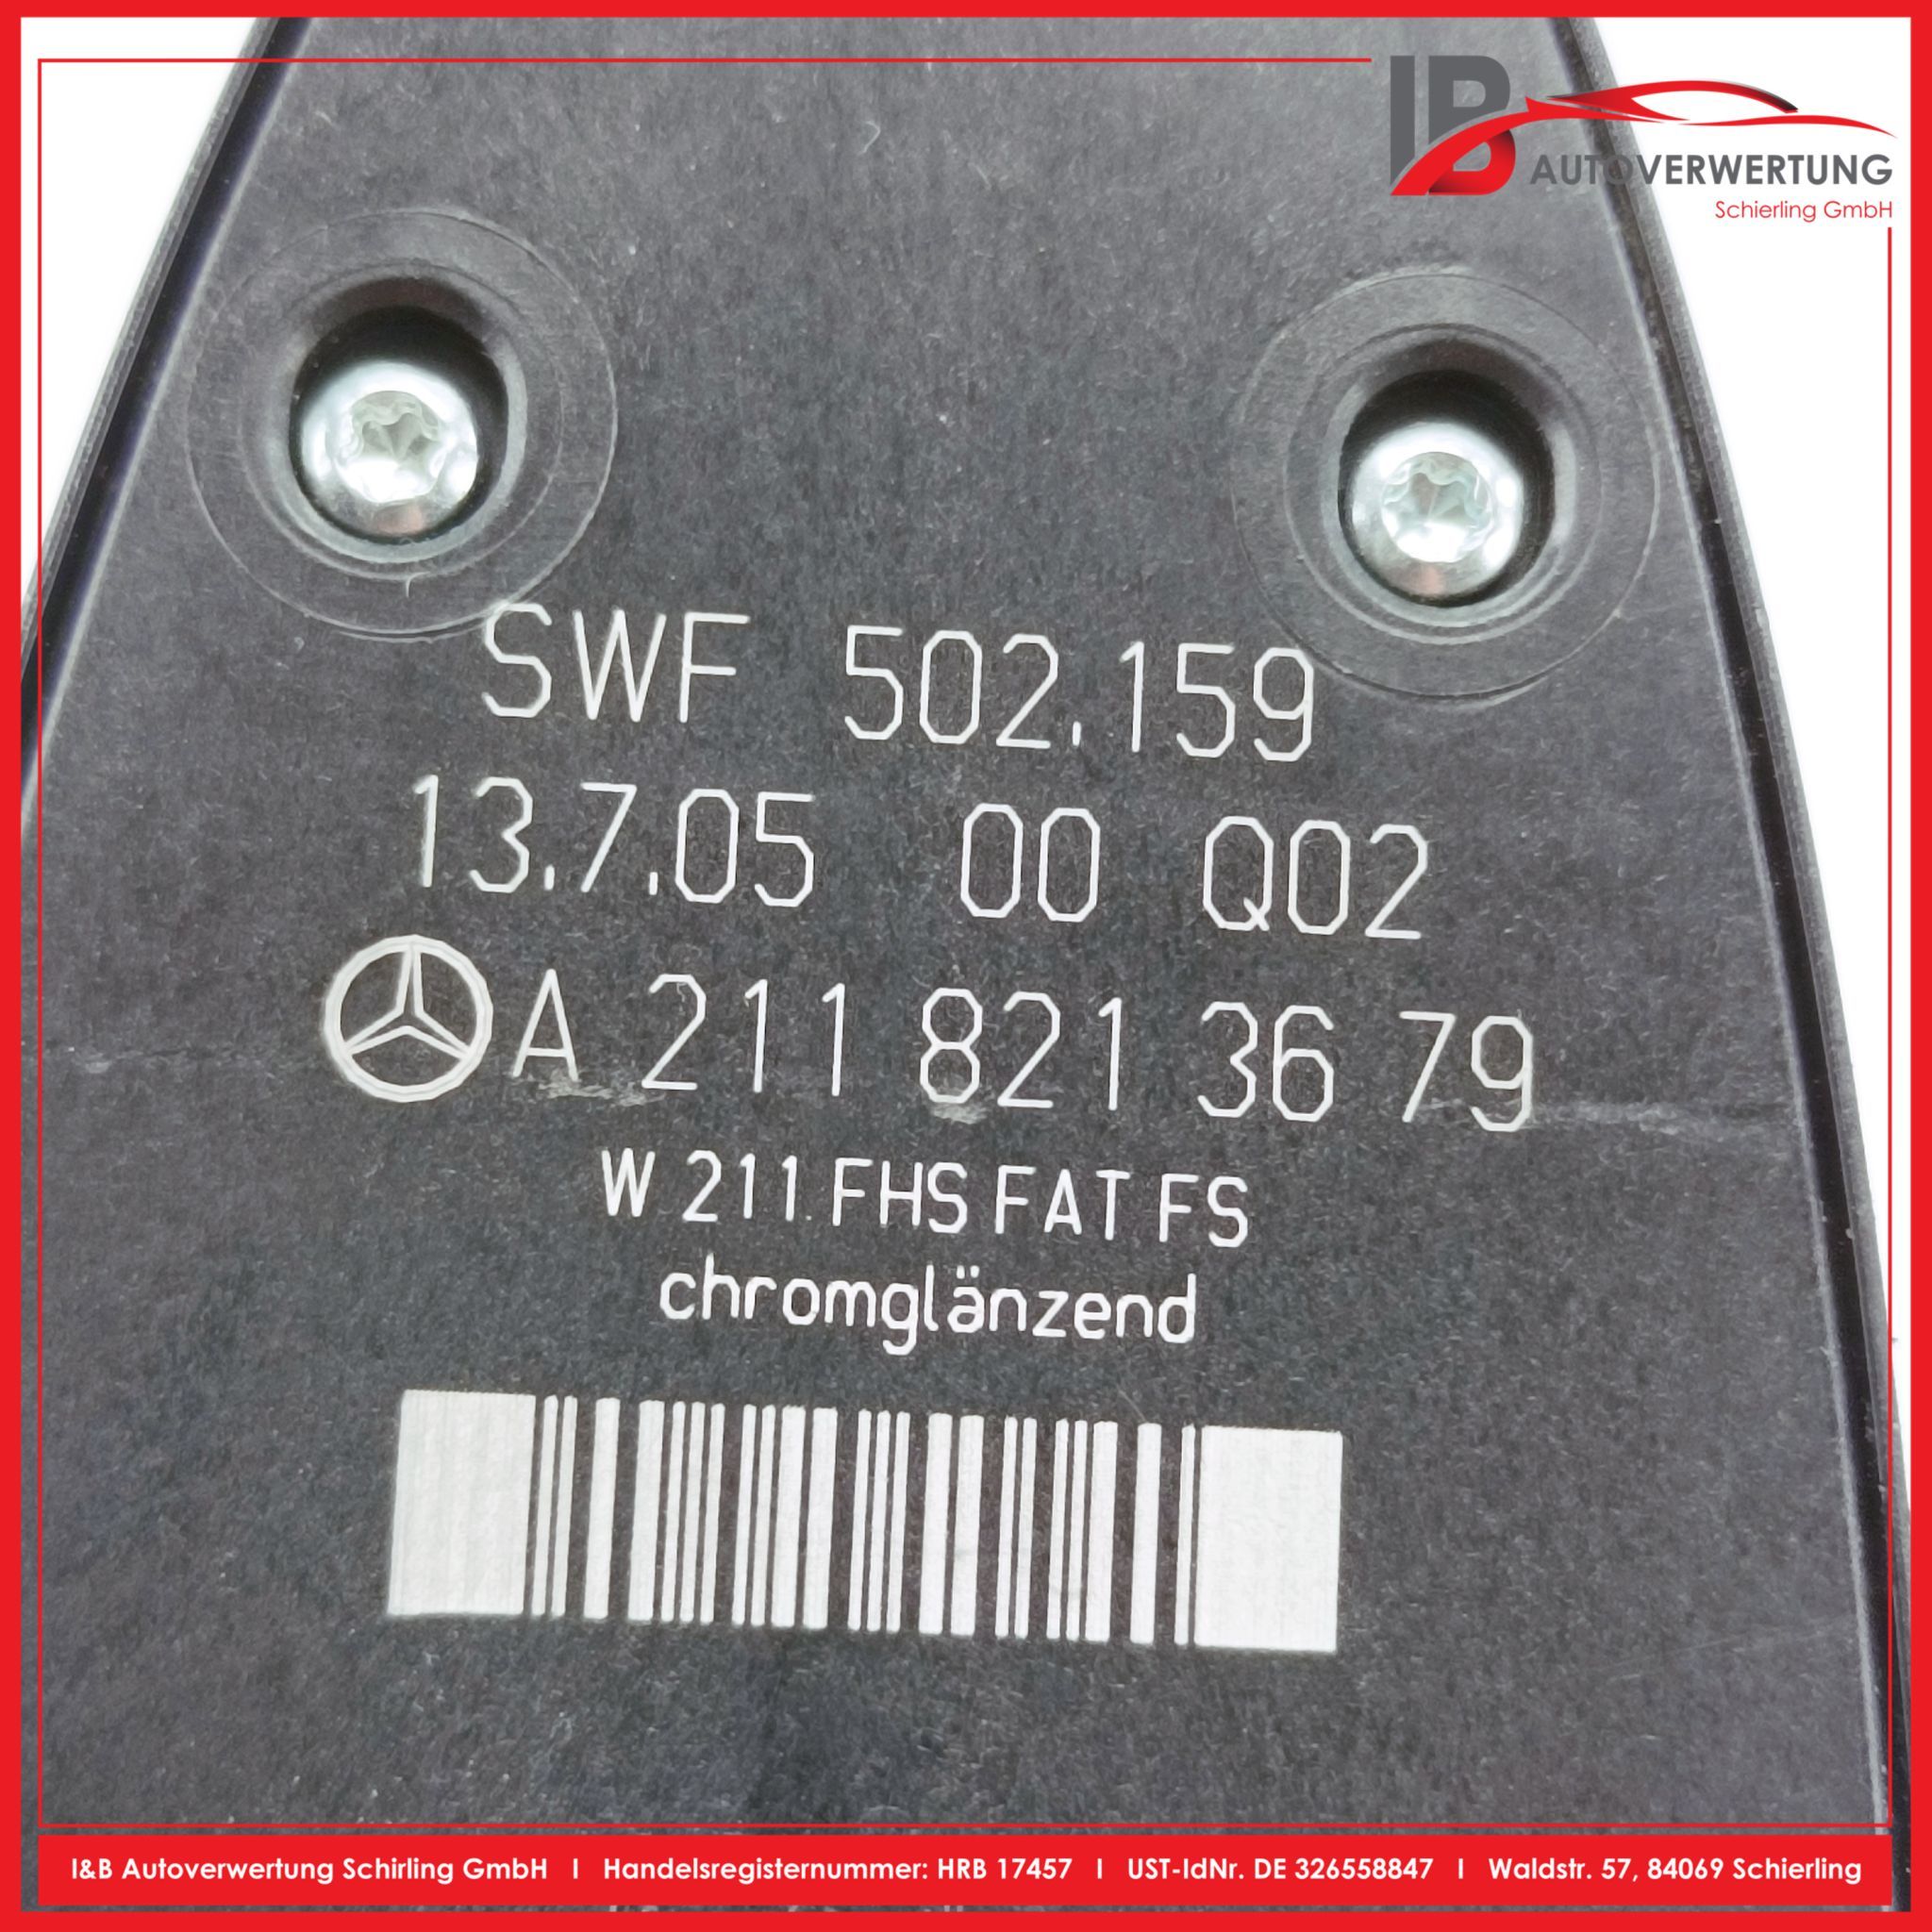 IB AUTOVERWERTUNG
Schierling GmbH
SWF 502.159
13.7.05 00 Q02
A 211 821 36 79
W 211 FHS FAT FS
chromglänzend
I&B Autoverwertung Schirling GmbH I Handelsregisternummer: HRB 17457 I UST-IdNr. DE 326558847 I Waldstr. 57, 84069 Schierling